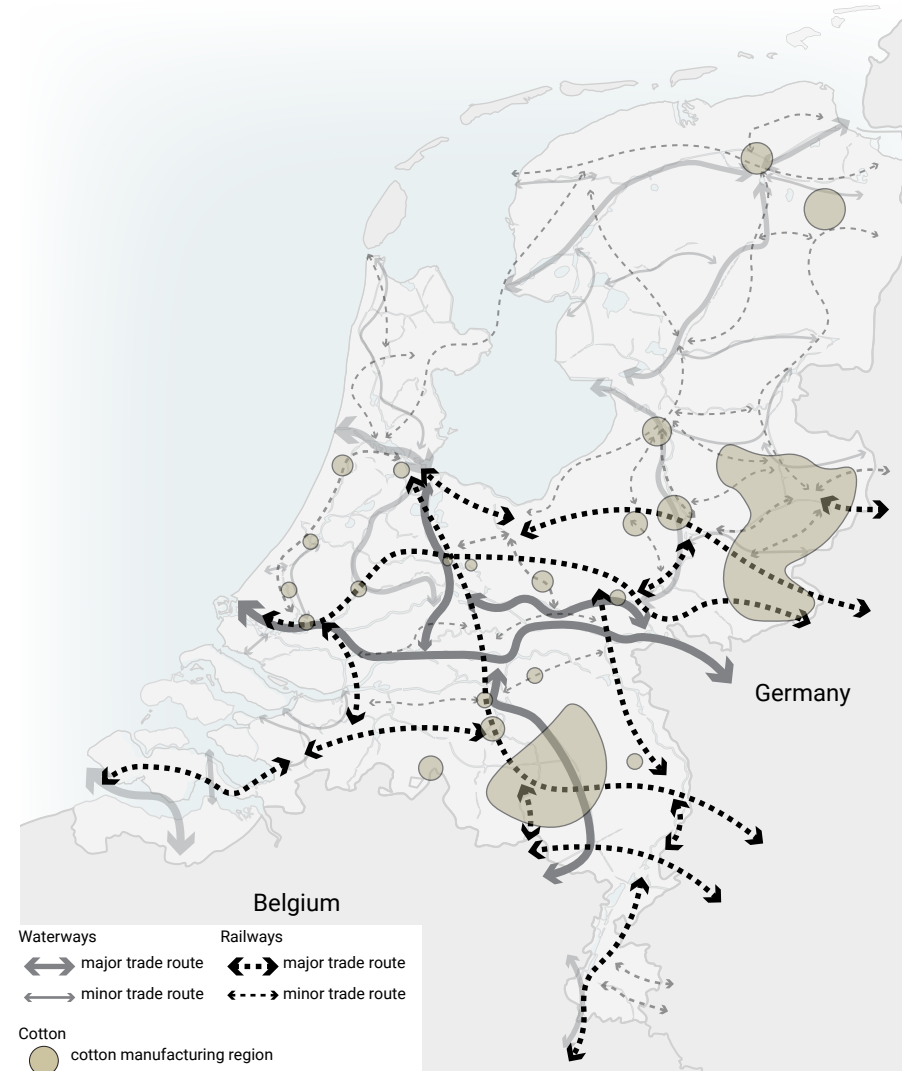 Germany
Belgium
Waterways
major trade route
minor trade route
Railways
major trade route
minor trade route
Cotton
cotton manufacturing region